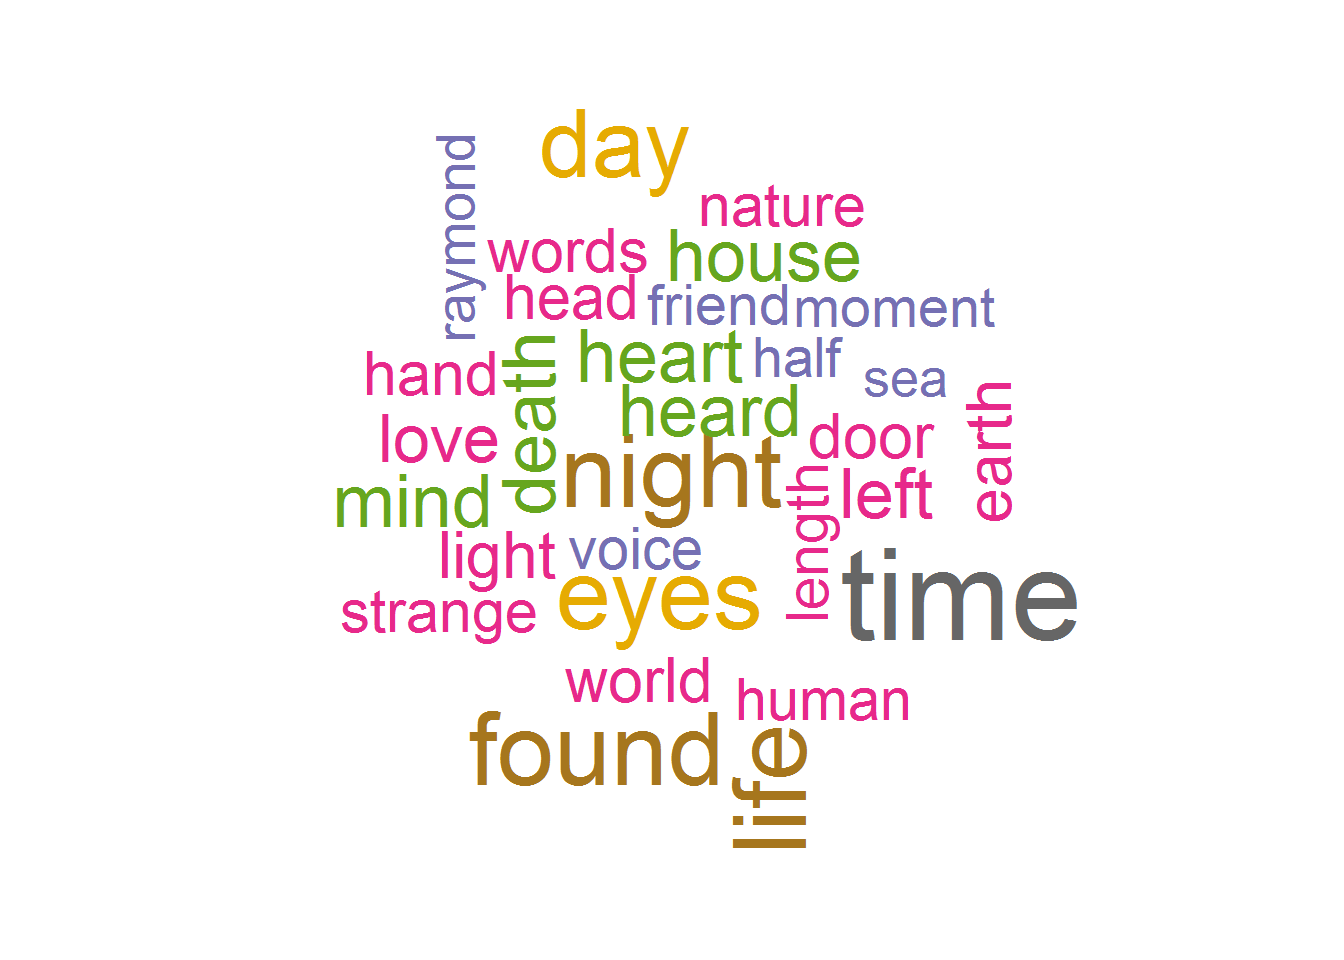 day
raymond
nature
words
house
head
friend
moment
heart
half
hand
death
sea
heard
earth
love
door
night
mind
left
length
light
voice
time
eyes
strange
world
human
found
life